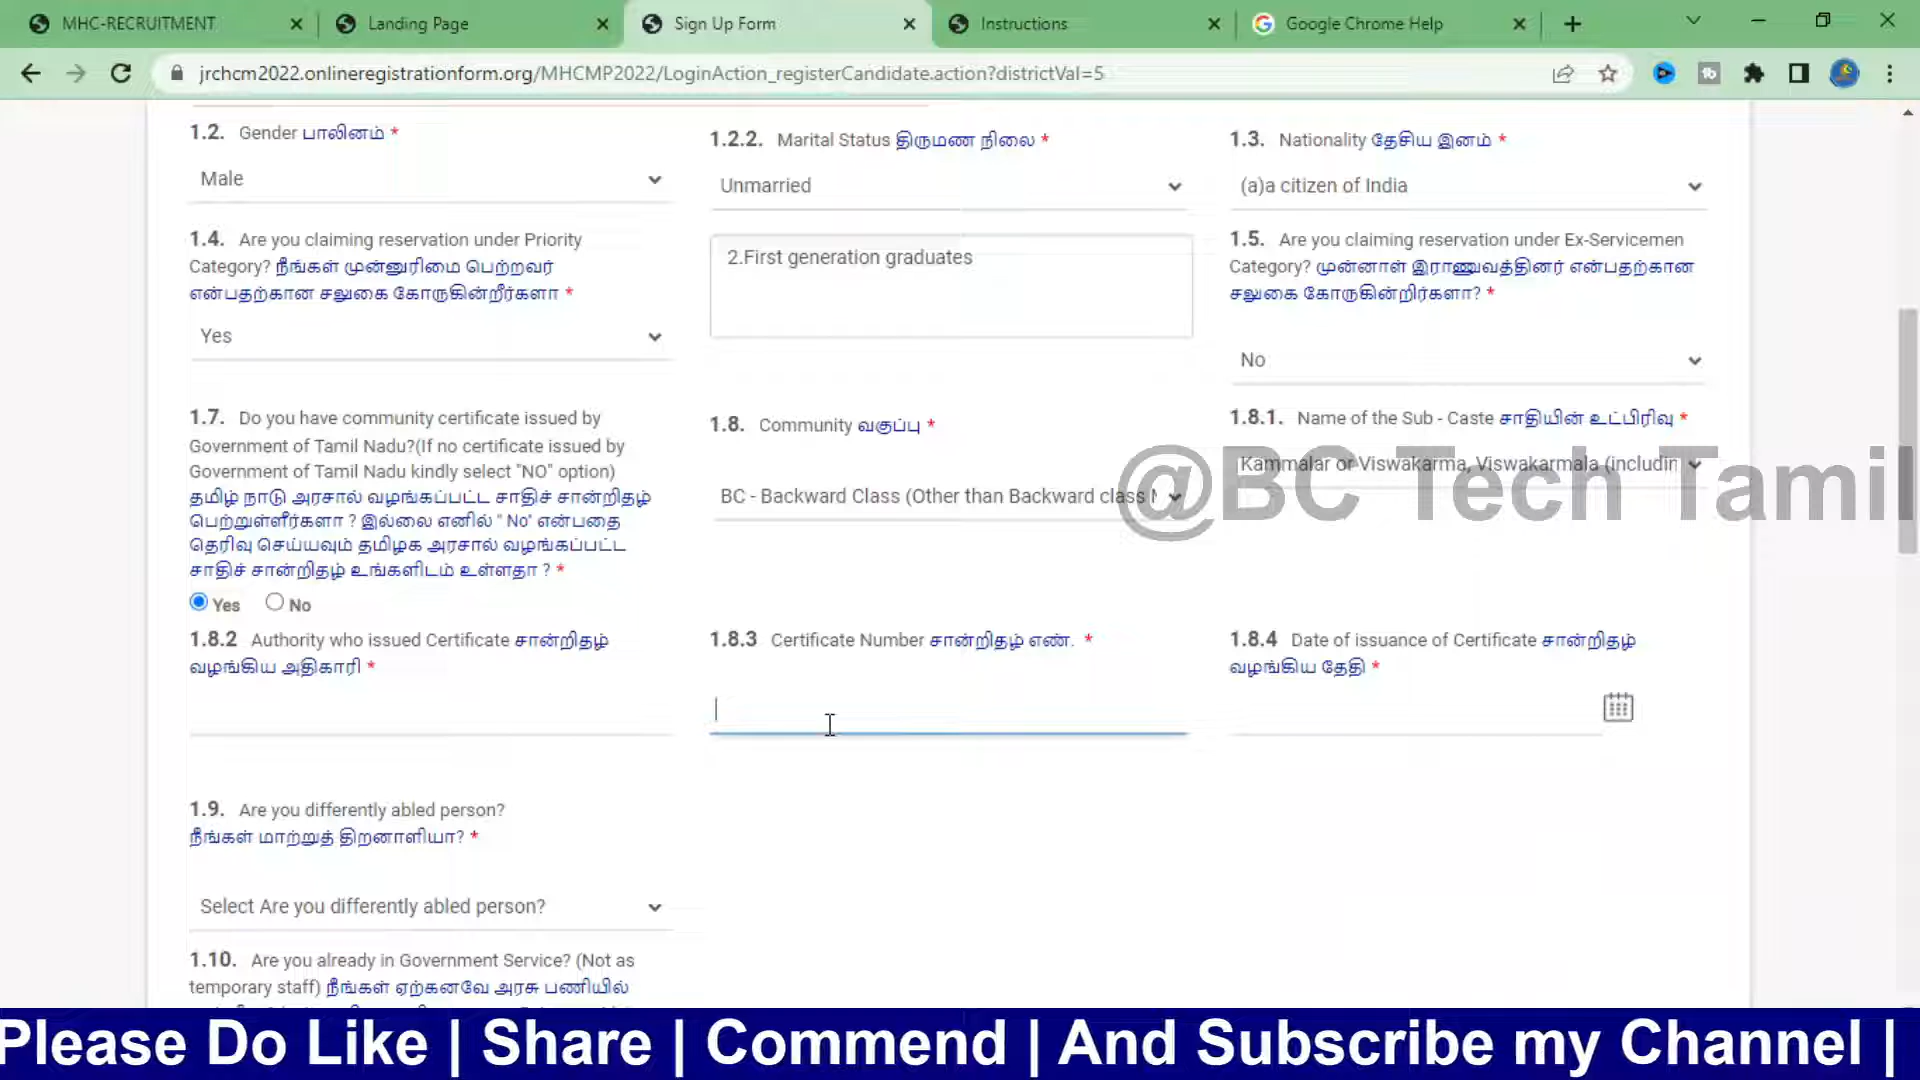 MHC-RECRUITMENT
Landing Page
Sign Up Form
Instructions
Google Chrome Help
jrchcm2022.onlineregistrationform.org/MHCMP2022/LoginAction_registerCandidate.action?districtVal=5
1.2. Gender பாலினம் *
1.2.2. Marital Status திருமண நிலை *
1.3. Nationality தேசிய இனம் *
Male
Unmarried
(a)a citizen of India
1.4. Are you claiming reservation under Priority
Category? நீங்கள் முன்னுரிமை பெற்றவர்
என்பதற்கான சலுகை கோருகின்றீர்களா *
Yes
2.First generation graduates
1.5. Are you claiming reservation under Ex-Servicemen
Category? முன்னாள் இராணுவத்தினர் என்பதற்கான
சலுகை கோருகின்றிர்களா? *
No
1.7. Do you have community certificate issued by
Government of Tamil Nadu?(If no certificate issued by
Government of Tamil Nadu kindly select "NO" option)
தமிழ் நாடு அரசால் வழங்கப்பட்ட சாதிச் சான்றிதழ்
பெற்றுள்ளீர்களா ? இல்லை எனில் " No" என்பதை
தெரிவு செய்யவும் தமிழக அரசால் வழங்கப்பட்ட
சாதிச் சான்றிதழ் உங்களிடம் உள்ளதா ? *
Yes No
1.8. Community வகுப்பு *
BC - Backward Class (Other than Backward class
1.8.1. Name of the Sub - Caste சாதியின் உட்பிரிவு *
Kammalar or Viswakarma, Viswakarmala (includin
@BC Tech Tamil
1.8.2 Authority who issued Certificate சான்றிதழ்
வழங்கிய அதிகாரி *
1.8.3 Certificate Number சான்றிதழ் எண். *
1.8.4 Date of issuance of Certificate சான்றிதழ்
வழங்கிய தேதி *
1.9. Are you differently abled person?
நீங்கள் மாற்றுத் திறனாளியா? *
Select Are you differently abled person?
1.10. Are you already in Government Service? (Not as
temporary staff) நீங்கள் ஏற்கனவே அரசு பணியில்
Please Do Like | Share | Commend | And Subscribe my Channel |